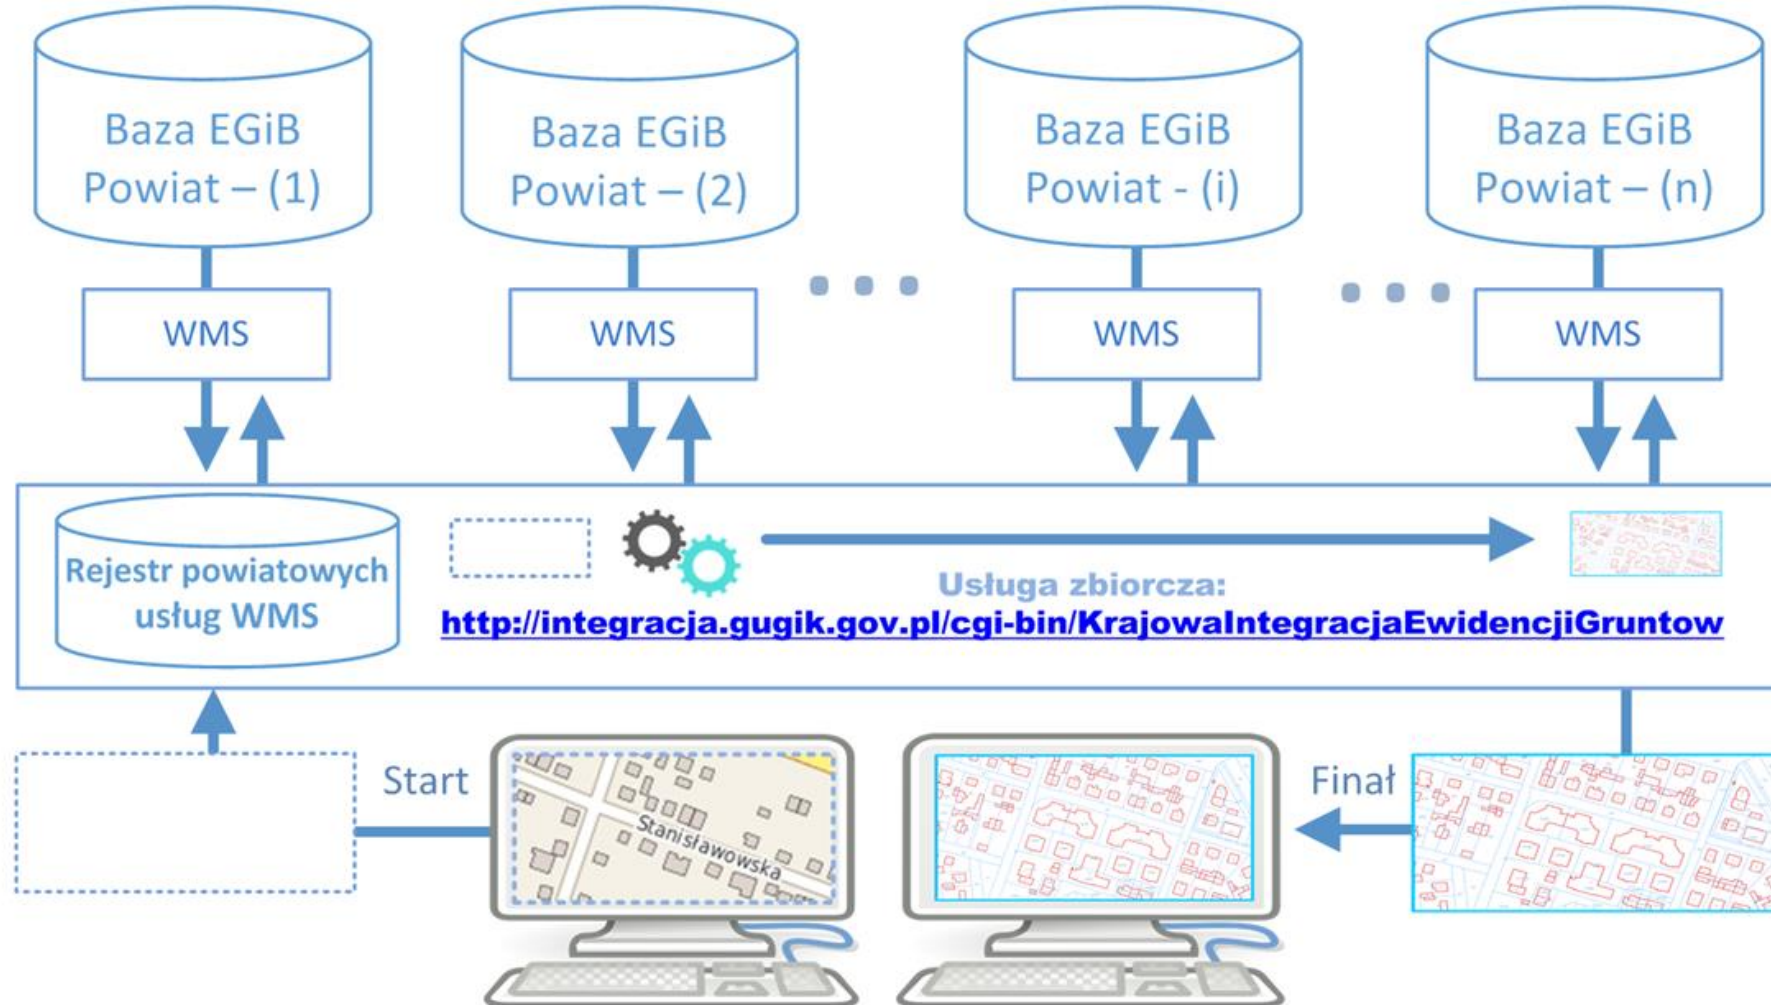 Baza EGiB
Powiat – (1)
Baza EGiB
Powiat – (2)
Baza EGiB
Powiat - (i)
Baza EGiB
Powiat – (n)
WMS
WMS
WMS
WMS
Rejestr powiatowych
usług WMS
Usługa zbiorcza:
http://integracja.gugik.gov.pl/cgi-bin/KrajowaIntegracjaEwidencjiGruntow
Start
Stanisławowska
Finał